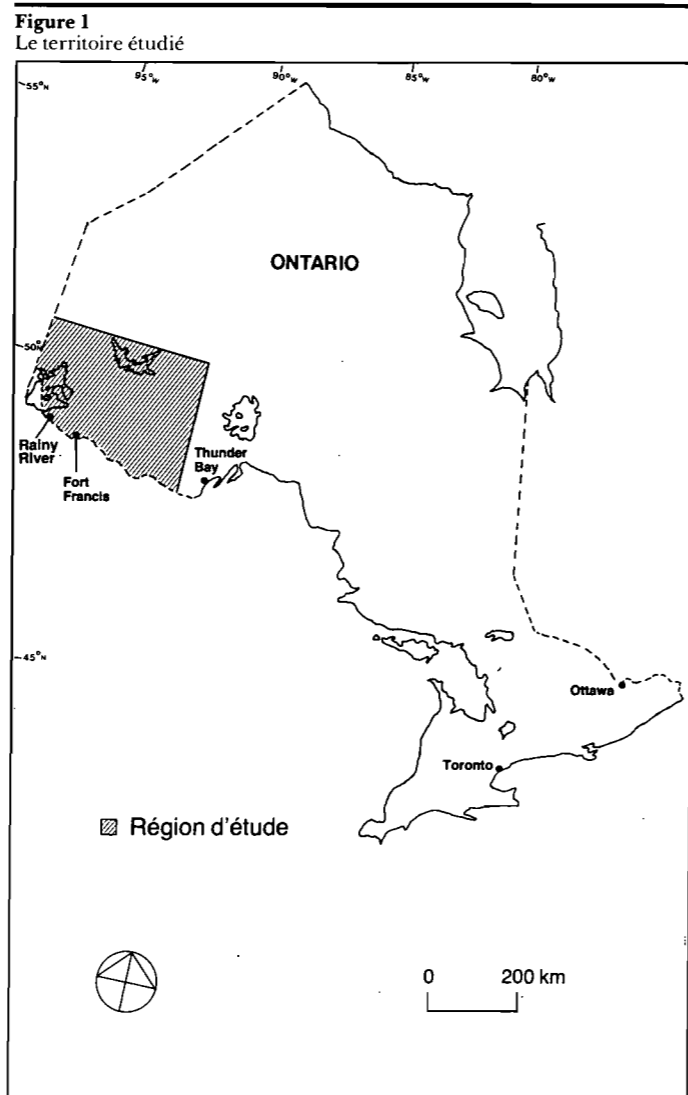 Figure 1
Le territoire étudié
55°N
95°W
90°W
85°W
80°W
ONTARIO
50°N
Rainy
River
Fort
Francis
Thunder
Bay
45°N
Ottawa
Toronto
Région d'étude
0 200 km